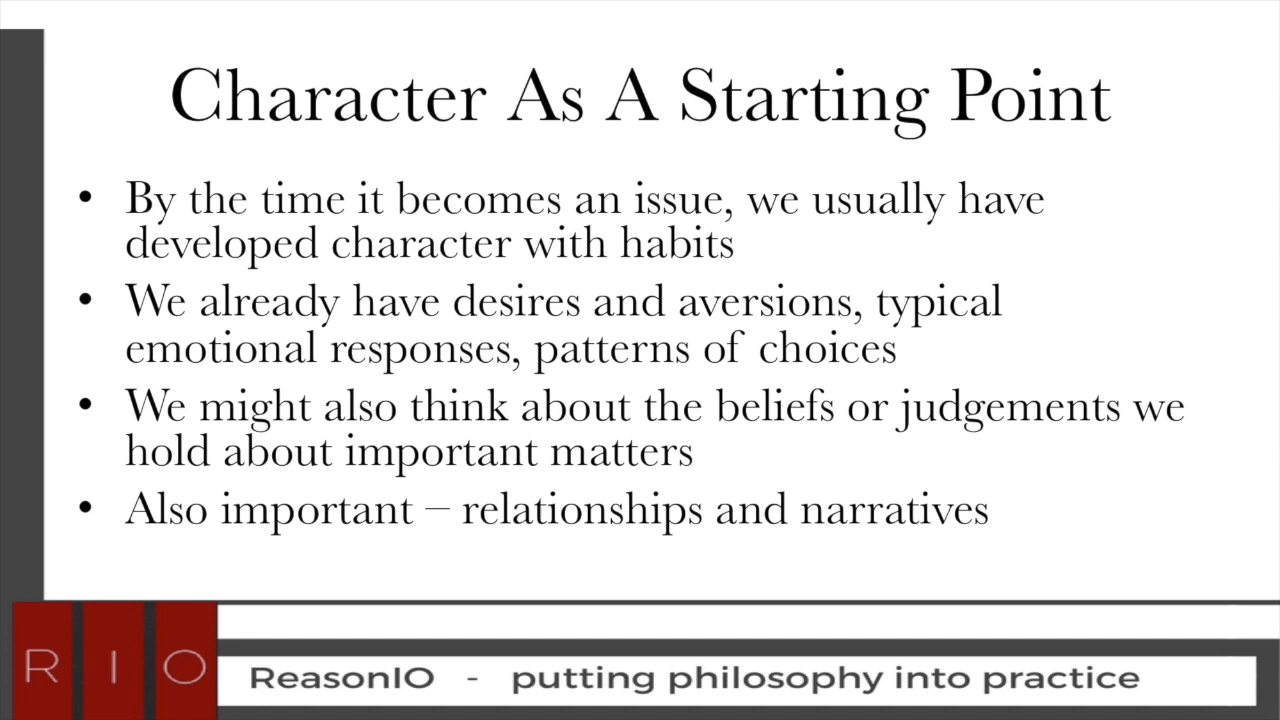 Character As A Starting Point
• By the time it becomes an issue, we usually have
developed character with habits
• We already have desires and aversions, typical
emotional responses, patterns of choices
• We might also think about the beliefs or judgements we
hold about important matters
• Also important – relationships and narratives
R I O
ReasonIO - putting philosophy into practice